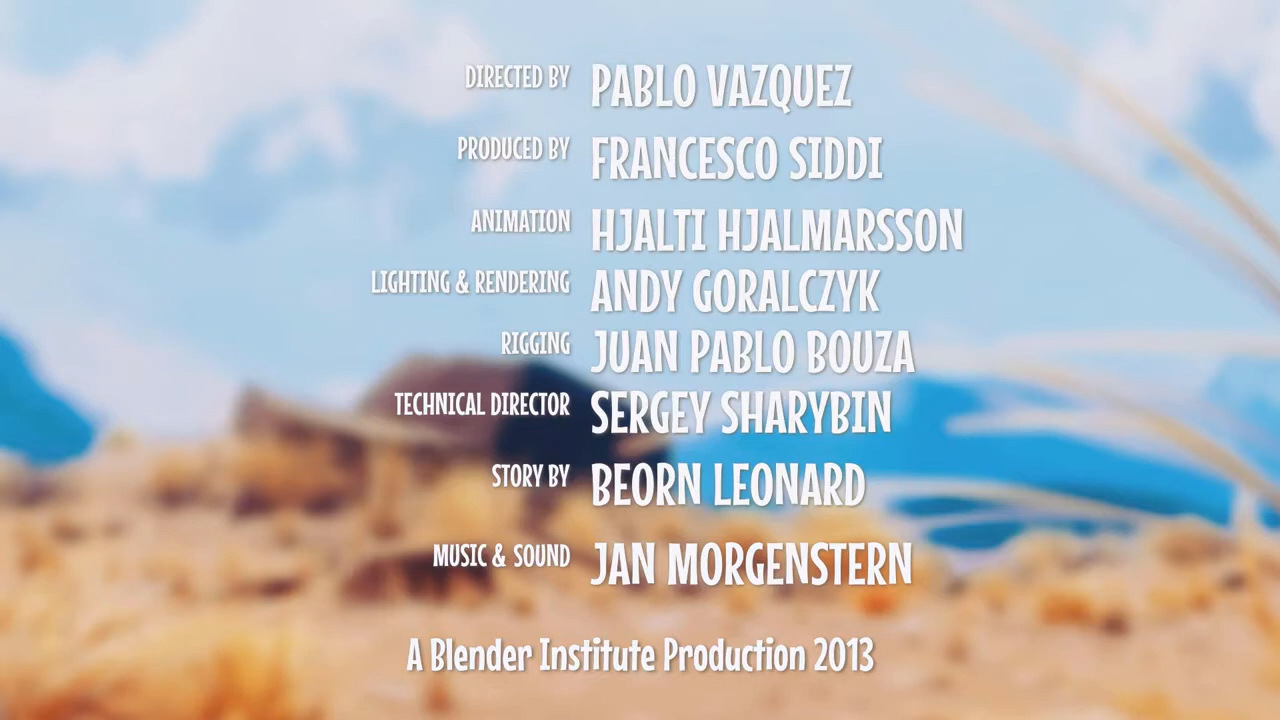 DIRECTED BY PABLO VAZQUEZ
PRODUCED BY FRANCESCO SIDDI
ANIMATION HJALTI HJALMARSSON
LIGHTING & RENDERING ANDY GORALCZYK
RIGGING JUAN PABLO BOUZA
TECHNICAL DIRECTOR SERGEY SHARYBIN
STORY BY BEORN LEONARD
MUSIC & SOUND JAN MORGENSTERN
A Blender Institute Production 2013